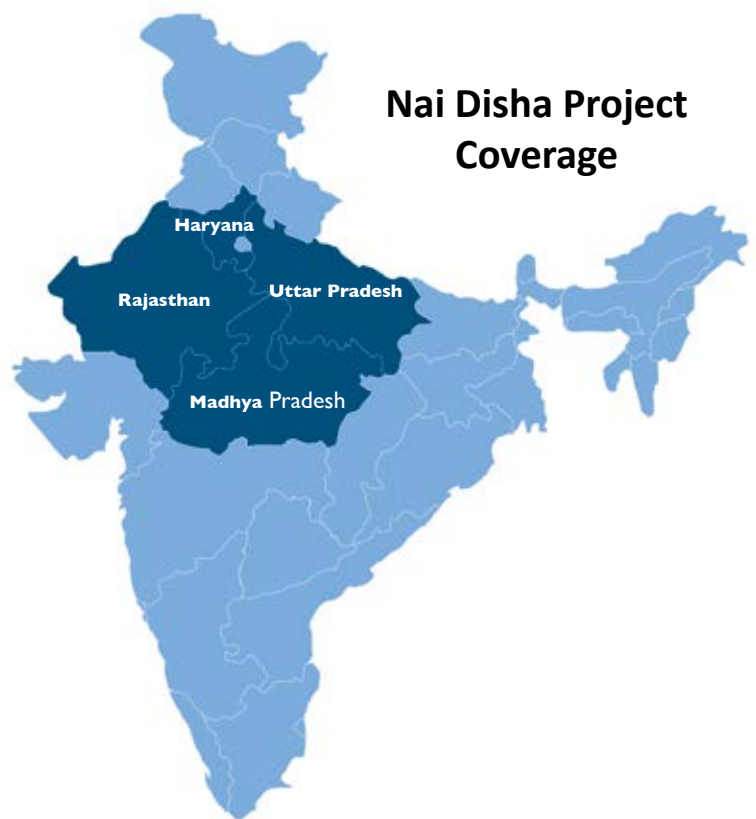 Nai Disha Project
Coverage
Haryana
Rajasthan
Uttar Pradesh
Madhya Pradesh